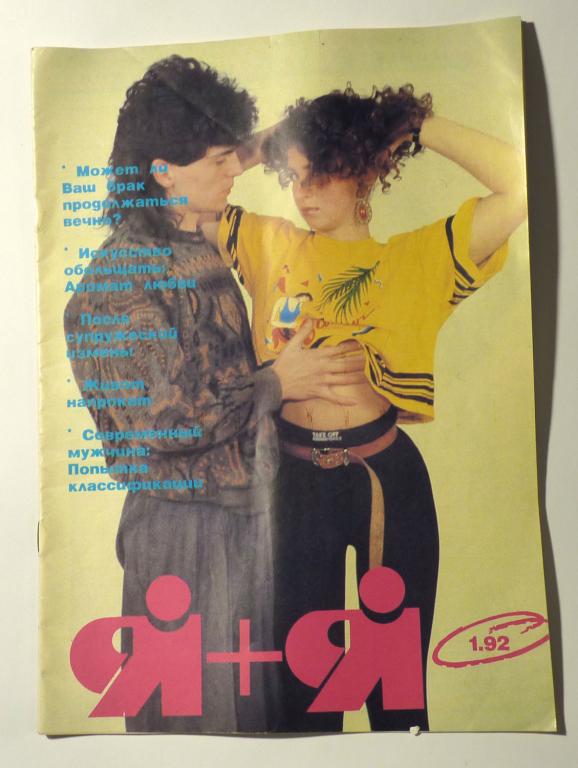 * Может ли
Ваш брак
продолжаться
вечно?
* Искусство
обольщать:
Аромат любви
После
супружеской
измены
* Живот
напрокат
* Современный
мужчина:
Попытка
классификации
TAKE OFF
Я+Я
1.92